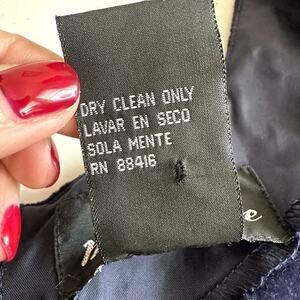 DRY CLEAN ONLY
LAVAR EN SECO
SOLA MENTE
RN 88416